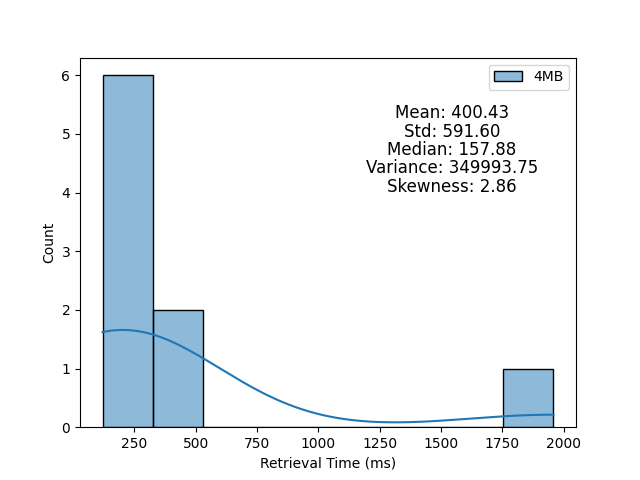 4MB
Mean: 400.43
Std: 591.60
Median: 157.88
Variance: 349993.75
Skewness: 2.86
Count
6
5
4
3
2
1
0
250 500 750 1000 1250 1500 1750 2000
Retrieval Time (ms)